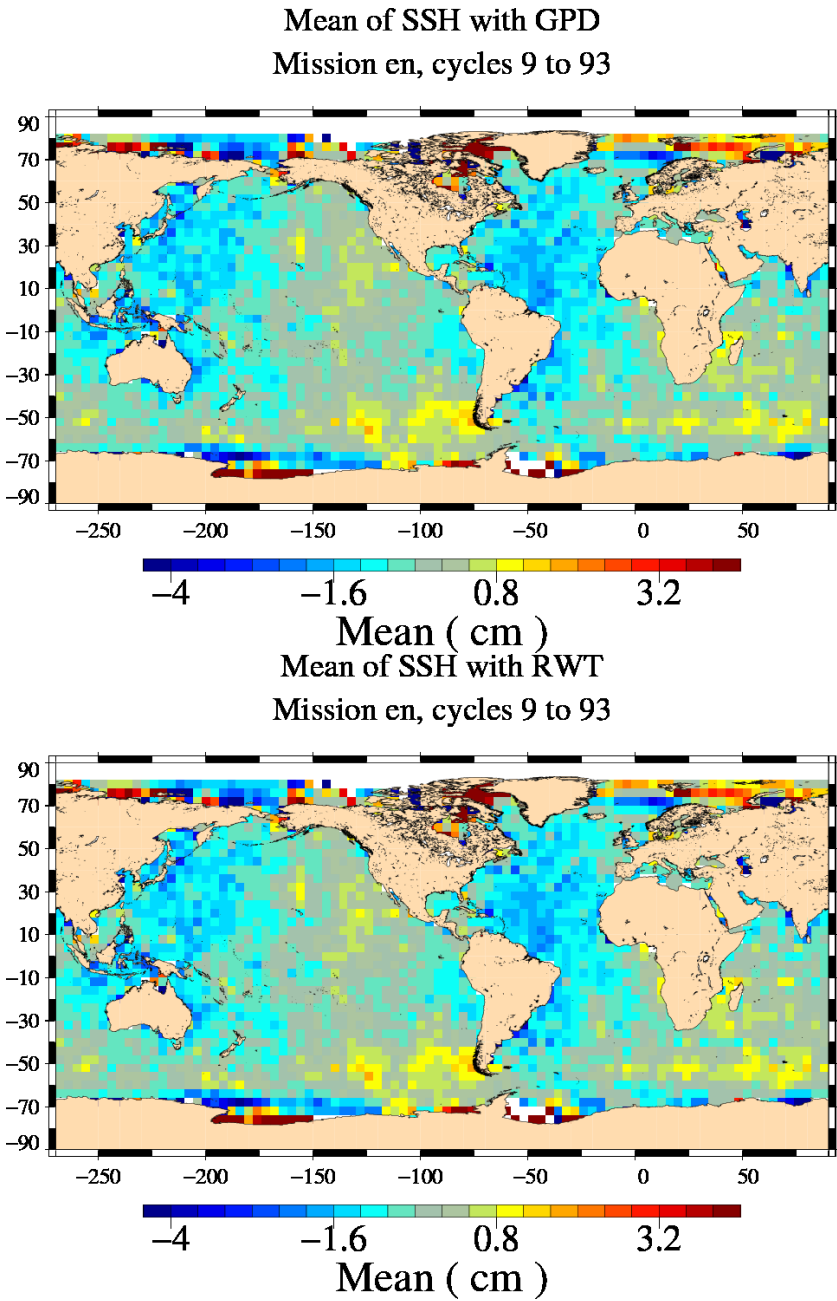 Mean of SSH with GPD
Mission en, cycles 9 to 93
90
70
50
30
10
−10
−30
−50
−70
−90
−250 −200 −150 −100 −50 0 50
−4 −1.6 0.8 3.2
Mean ( cm )
Mean of SSH with RWT
Mission en, cycles 9 to 93
90
70
50
30
10
−10
−30
−50
−70
−90
−250 −200 −150 −100 −50 0 50
−4 −1.6 0.8 3.2
Mean ( cm )